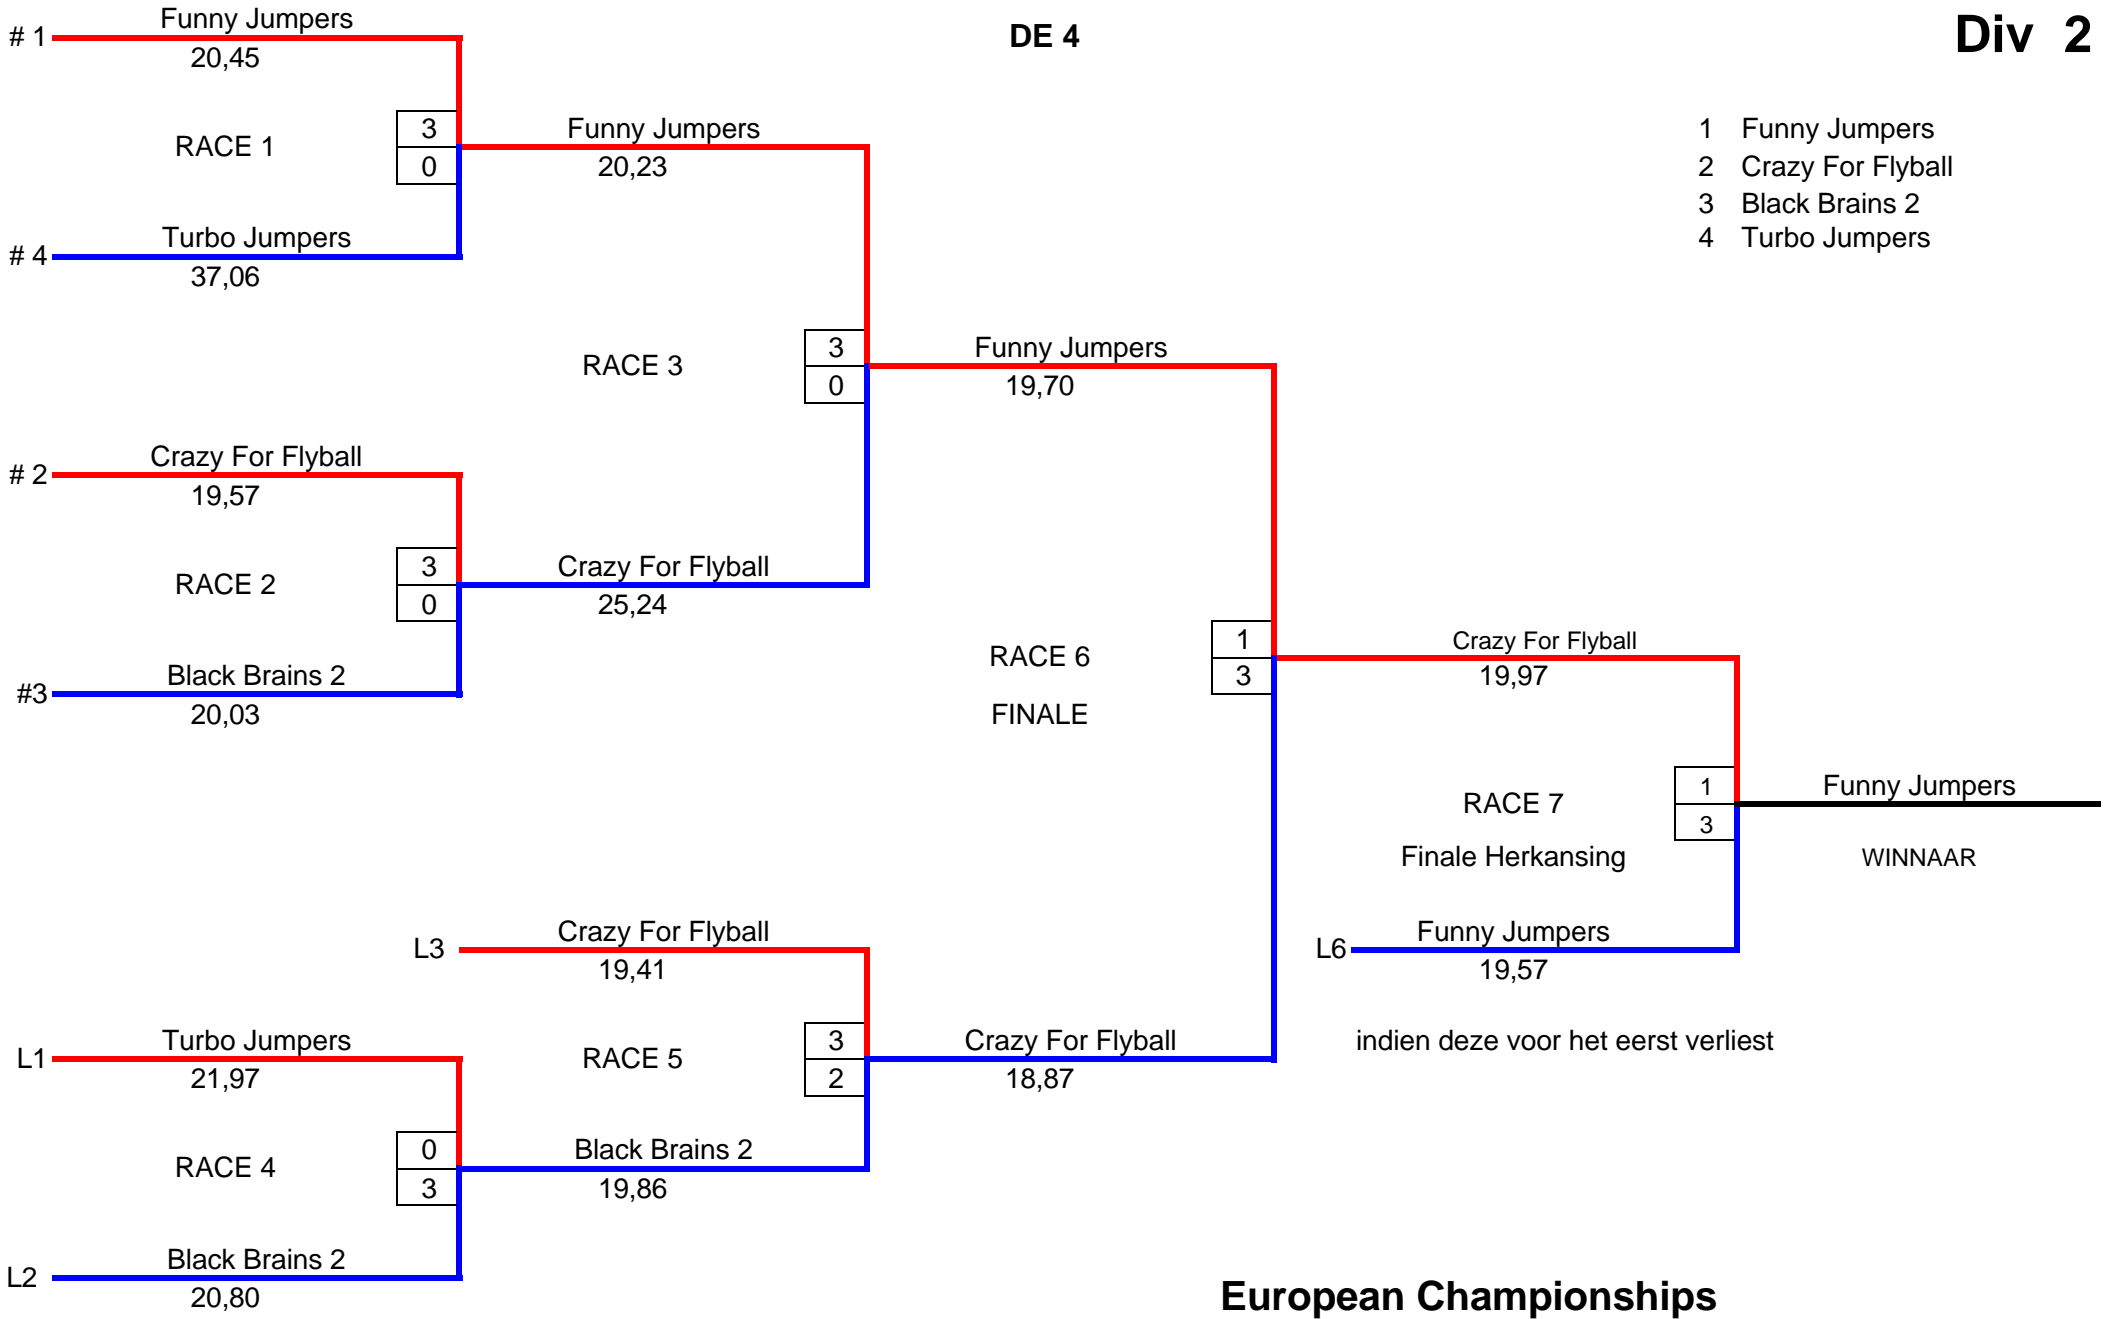 DE 4
Div 2
# 1
Funny Jumpers
20,45
RACE 1
3
0
# 4
Turbo Jumpers
37,06
Funny Jumpers
20,23
1 Funny Jumpers
2 Crazy For Flyball
3 Black Brains 2
4 Turbo Jumpers
RACE 3
3
0
Funny Jumpers
19,70
# 2
Crazy For Flyball
19,57
RACE 2
3
0
#3
Black Brains 2
20,03
Crazy For Flyball
25,24
RACE 6
FINALE
1
3
Crazy For Flyball
19,97
RACE 7
Finale Herkansing
1
3
Funny Jumpers
WINNAAR
L6
Funny Jumpers
19,57
indien deze voor het eerst verliest
L3
Crazy For Flyball
19,41
RACE 5
3
2
Crazy For Flyball
18,87
L1
Turbo Jumpers
21,97
RACE 4
0
3
Black Brains 2
19,86
L2
Black Brains 2
20,80
European Championships